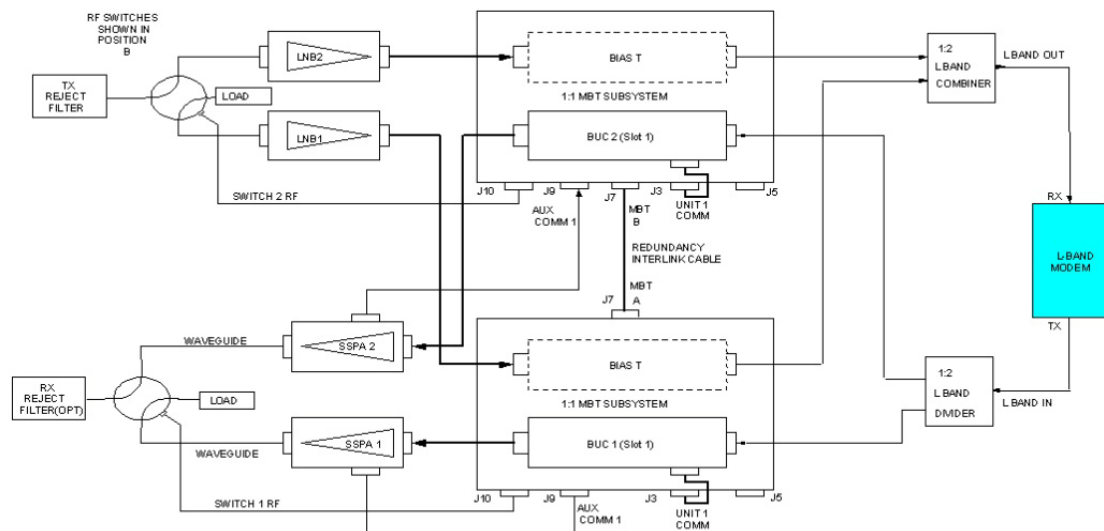 RF SWITCHES
SHOWN IN
POSITION
B
TX
REJECT
FILTER
LOAD
LNB2
LNB1
BIAS T
1:1 MBT SUBSYSTEM
BUC 2 (Slot 1)
1:2
L BAND
COMBINER
L BAND OUT
SWITCH 2 RF
J10
J9
J7
J3
J5
AUX
COMM 1
MBT
B
UNIT 1
COMM
REDUNDANCY
INTERLINK CABLE
RX
L-BAND
MODEM
TX
J7
MBT
A
WAVEGUIDE
SSPA 2
RX
REJECT
FILTER(OPT)
LOAD
BIAS T
1:1 MBT SUBSYSTEM
1:2
L BAND
DIVIDER
L BAND IN
SSPA 1
WAVEGUIDE
BUC 1 (Slot 1)
SWITCH 1 RF
J10
J9
AUX
COMM 1
J3
UNIT 1
COMM
J5